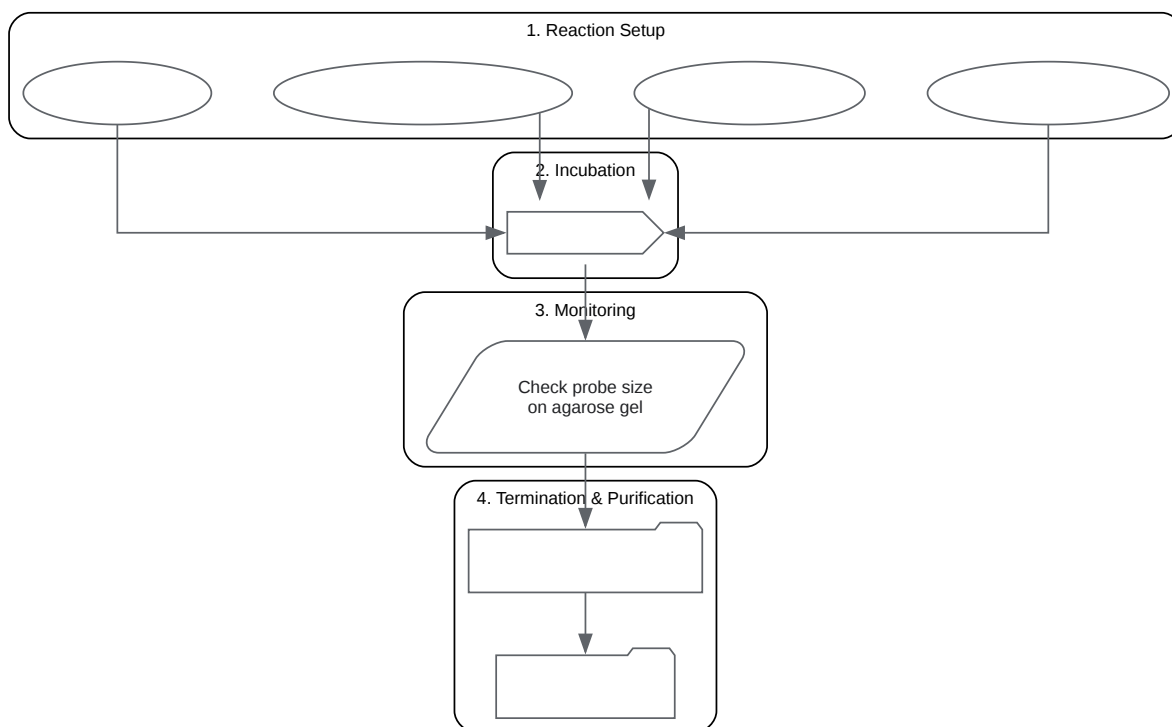 1. Reaction Setup
2. Incubation
3. Monitoring
Check probe size
on agarose gel
4. Termination & Purification